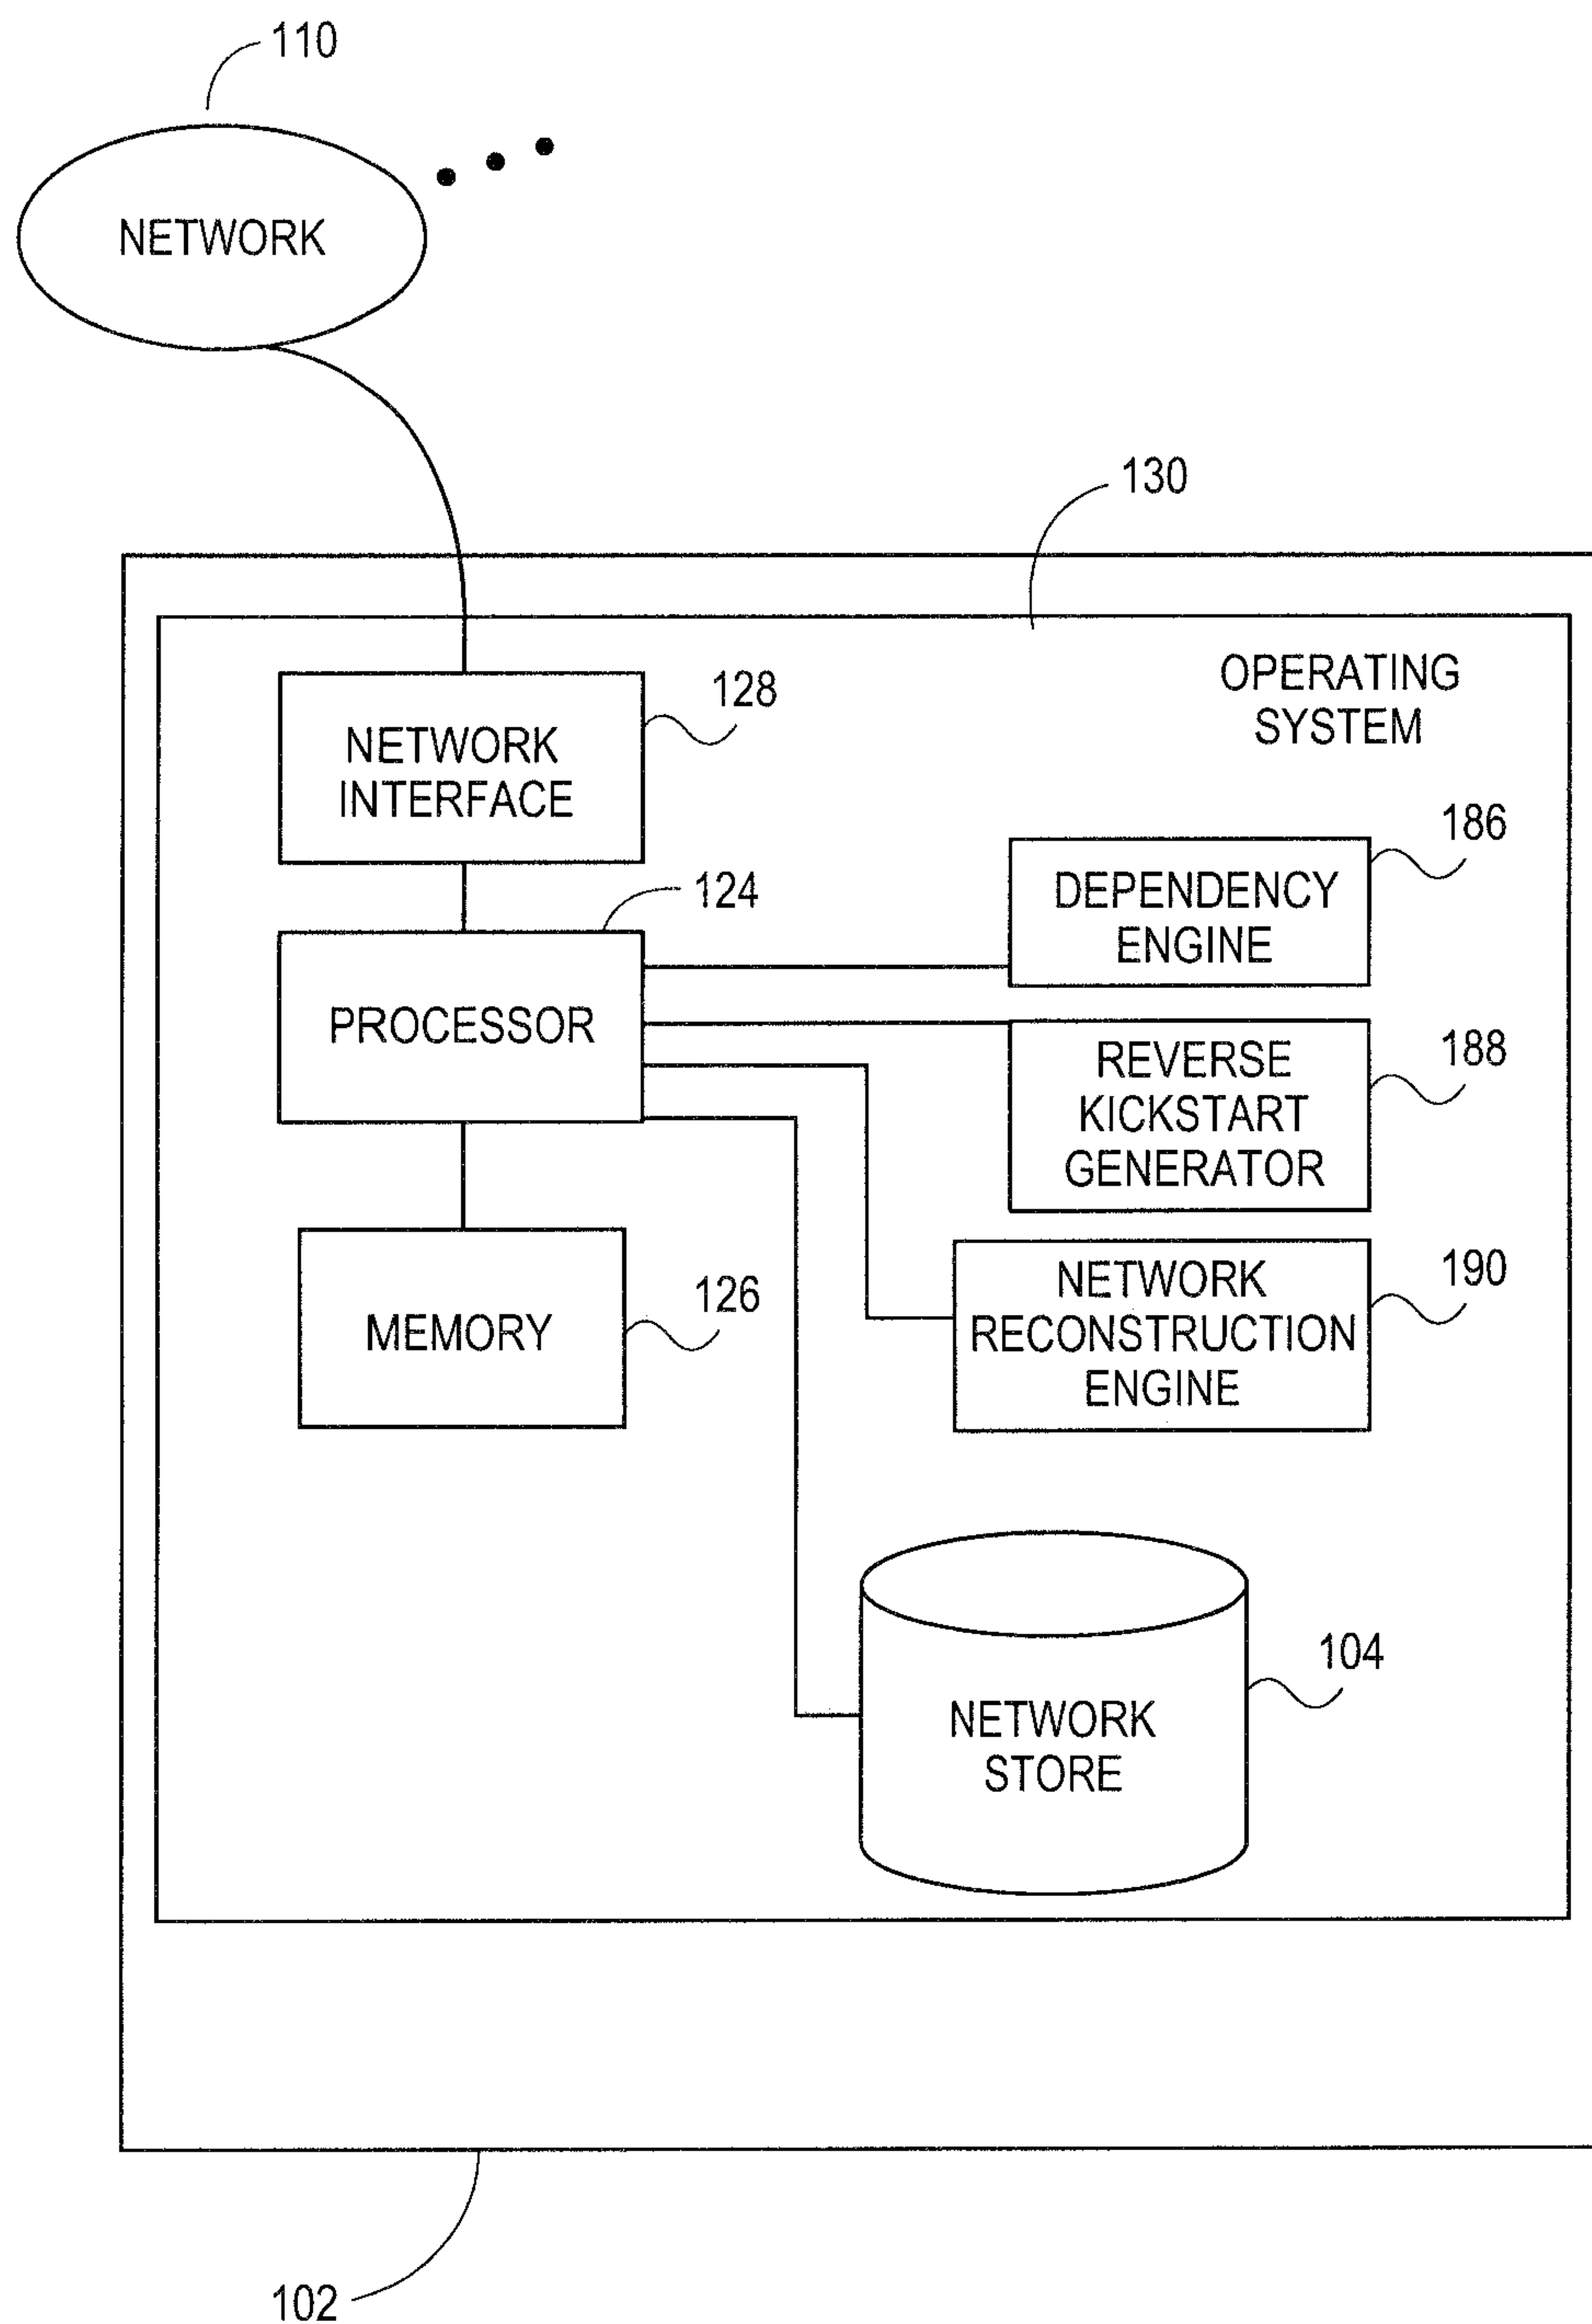 110
NETWORK
130
OPERATING
SYSTEM
128
NETWORK
INTERFACE
186
DEPENDENCY
ENGINE
124
PROCESSOR
188
REVERSE
KICKSTART
GENERATOR
126
MEMORY
190
NETWORK
RECONSTRUCTION
ENGINE
104
NETWORK
STORE
102